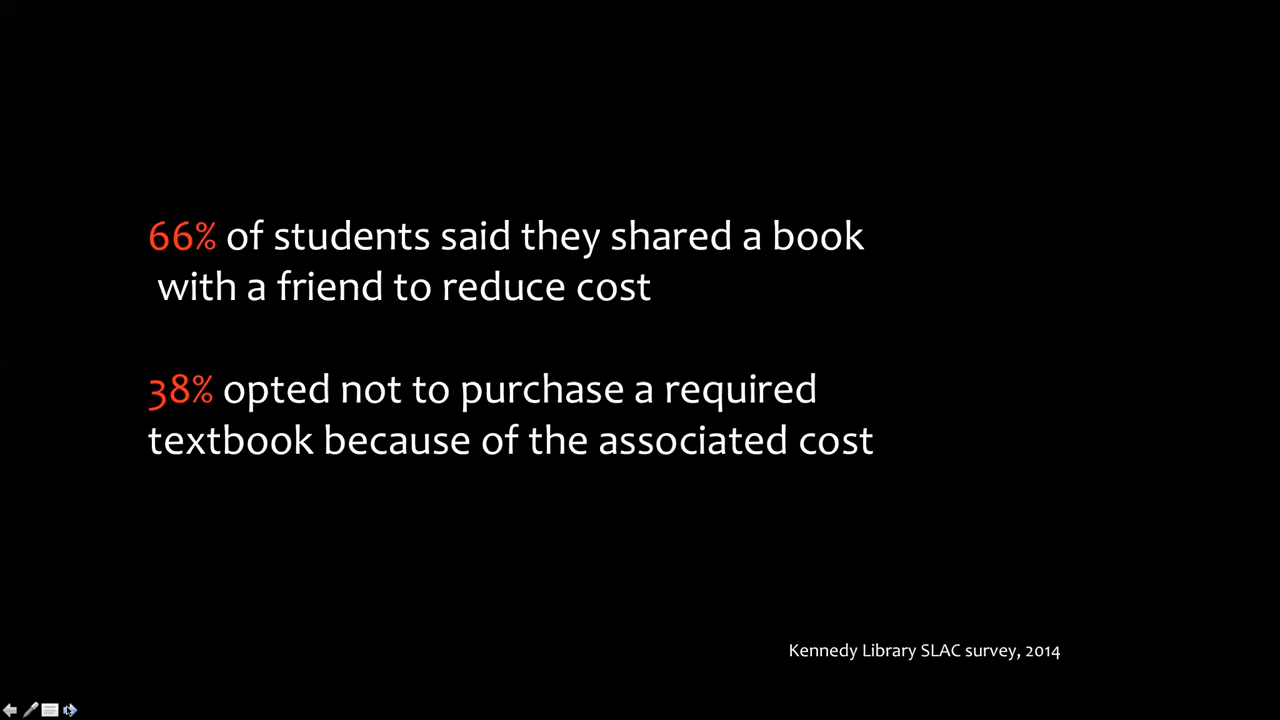 66% of students said they shared a book
with a friend to reduce cost
38% opted not to purchase a required
textbook because of the associated cost
Kennedy Library SLAC survey, 2014